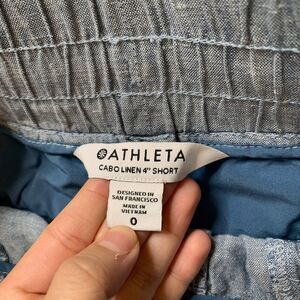 ATHLETA
CABO LINEN 4" SHORT
DESIGNED IN
SAN FRANCISCO
MADE IN
VIETNAM
0